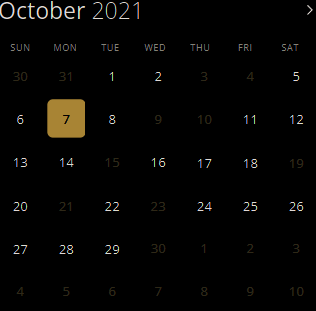 October 2021
SUN MON TUE WED THU FRI SAT
30 31 1 2 3 4 5
6 7 8 9 10 11 12
13 14 15 16 17 18 19
20 21 22 23 24 25 26
27 28 29 30 1 2 3
4 5 6 7 8 9 10